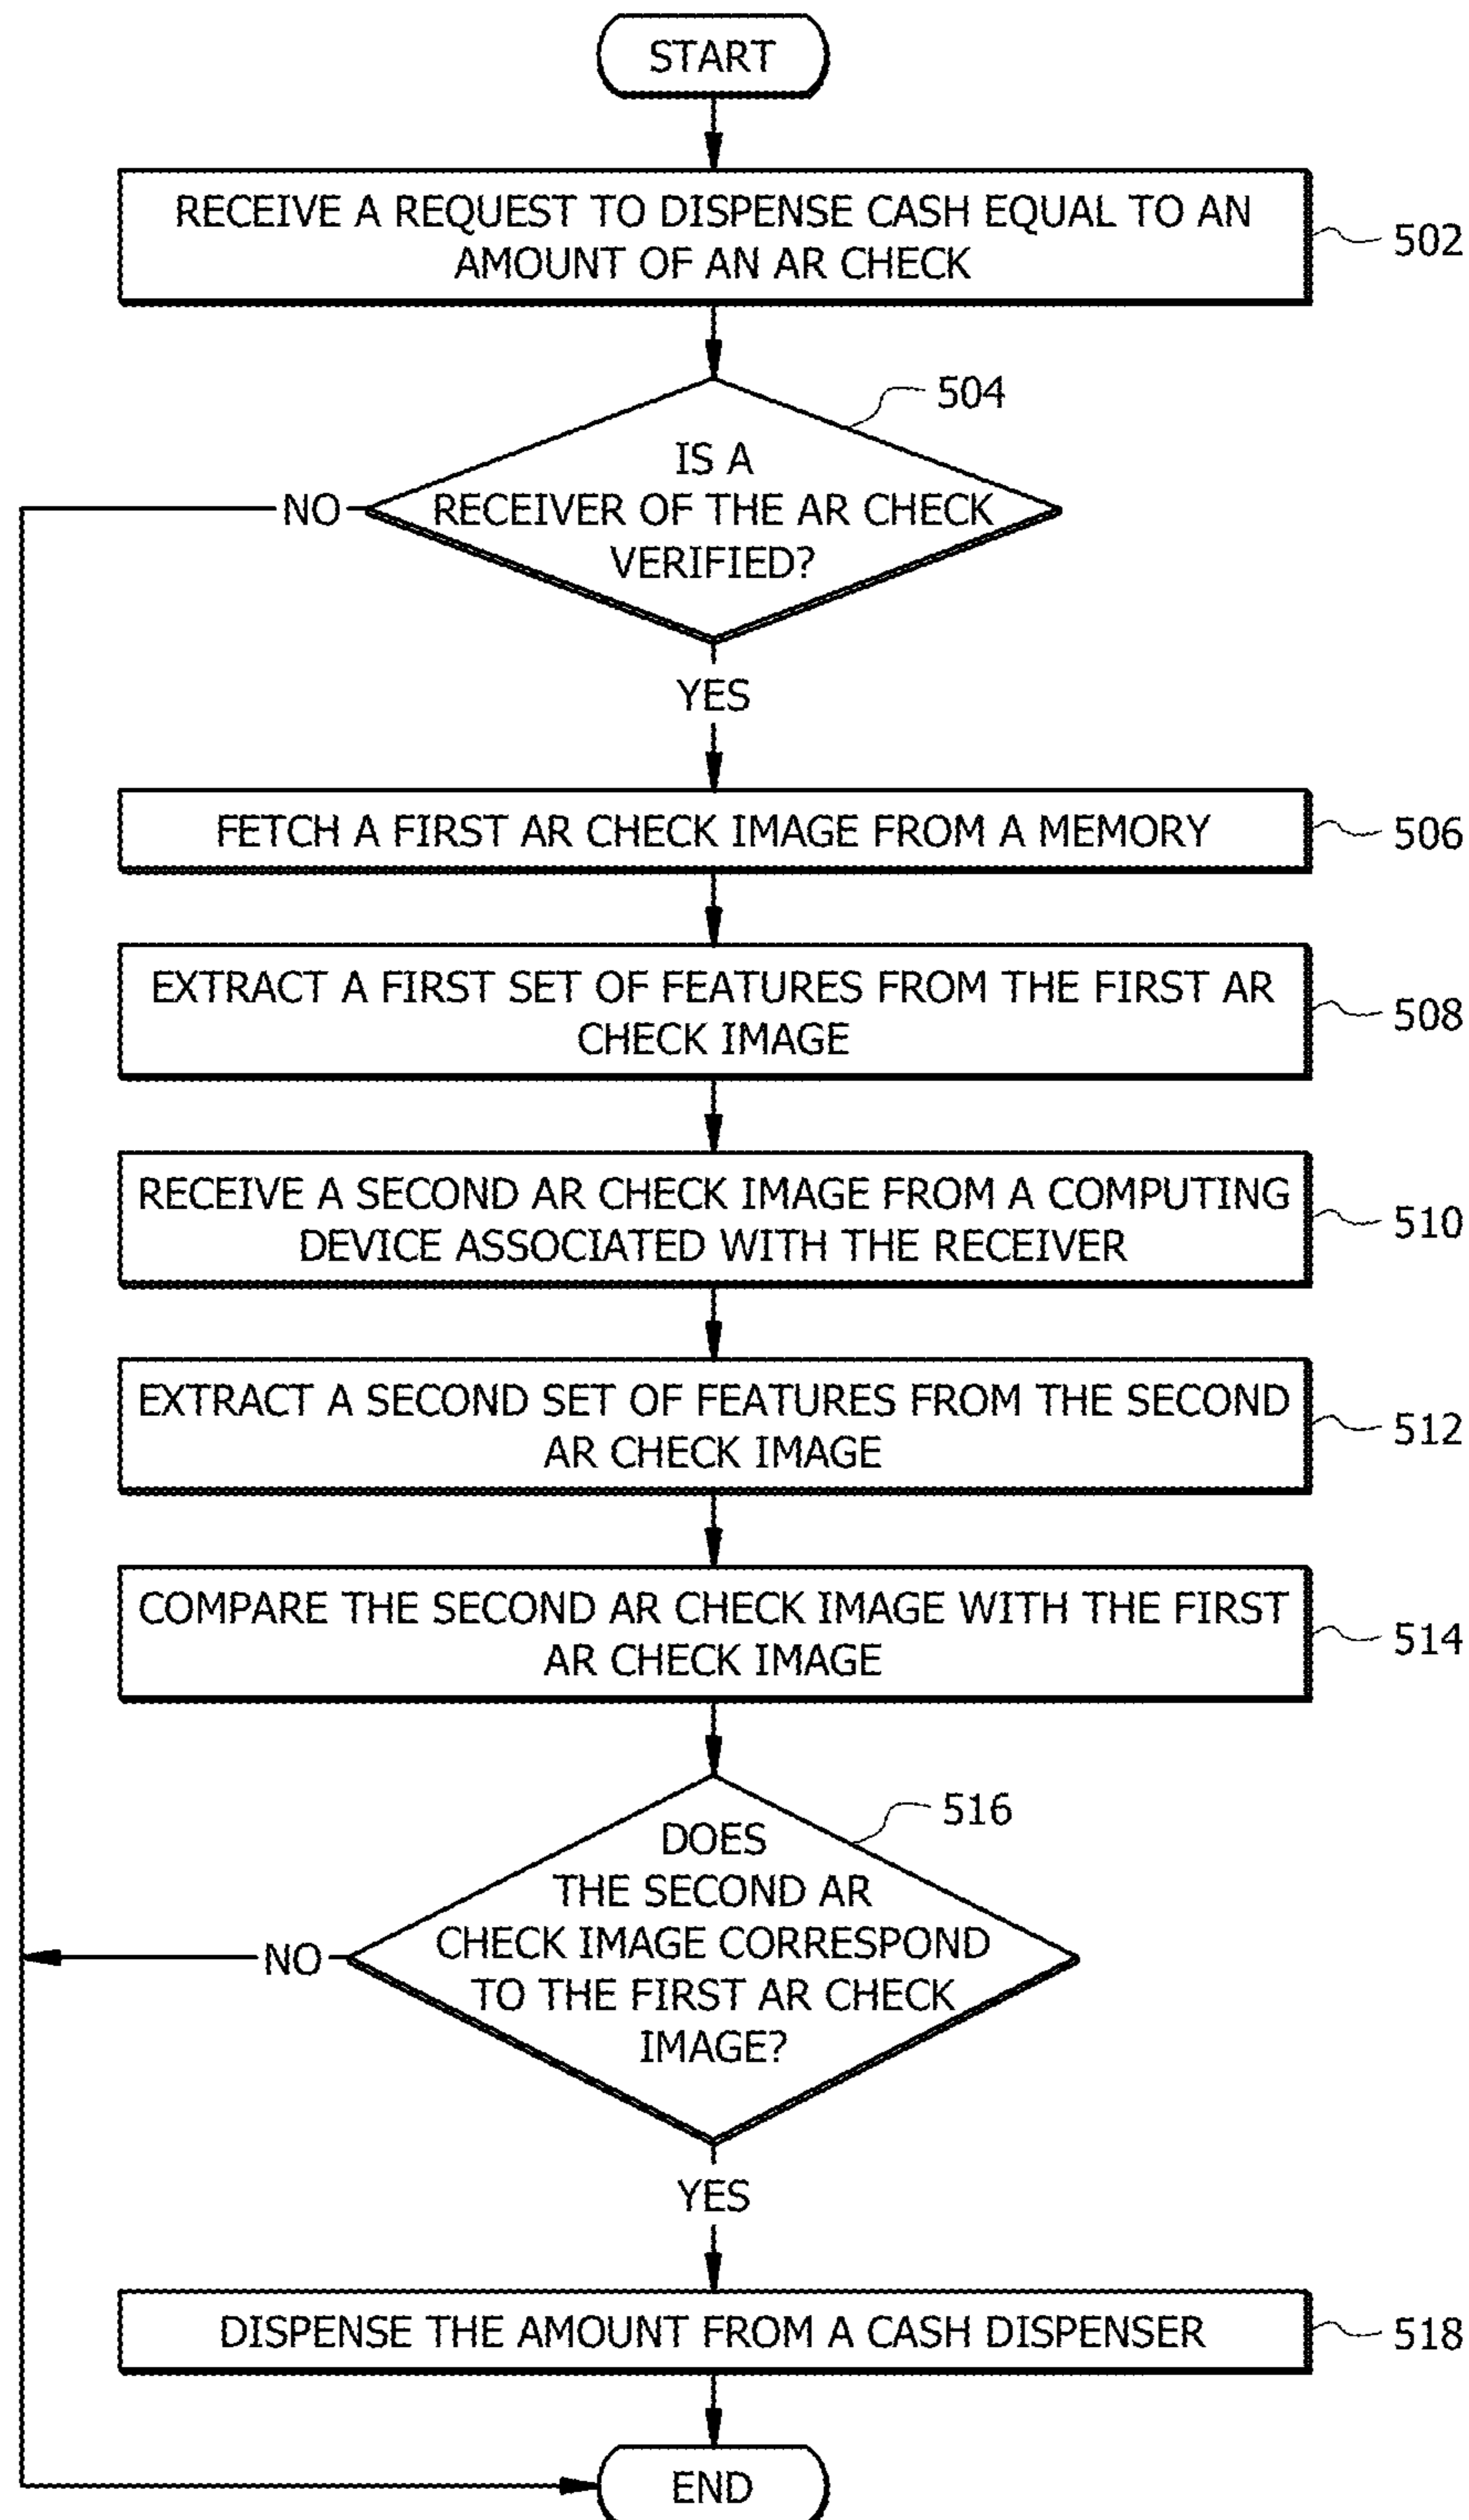 START
RECEIVE A REQUEST TO DISPENSE CASH EQUAL TO AN
AMOUNT OF AN AR CHECK
502
504
IS A
RECEIVER OF THE AR CHECK
VERIFIED?
NO
YES
FETCH A FIRST AR CHECK IMAGE FROM A MEMORY
506
EXTRACT A FIRST SET OF FEATURES FROM THE FIRST AR
CHECK IMAGE
508
RECEIVE A SECOND AR CHECK IMAGE FROM A COMPUTING
DEVICE ASSOCIATED WITH THE RECEIVER
510
EXTRACT A SECOND SET OF FEATURES FROM THE SECOND
AR CHECK IMAGE
512
COMPARE THE SECOND AR CHECK IMAGE WITH THE FIRST
AR CHECK IMAGE
514
516
DOES
THE SECOND AR
CHECK IMAGE CORRESPOND
TO THE FIRST AR CHECK
IMAGE?
NO
YES
DISPENSE THE AMOUNT FROM A CASH DISPENSER
518
END